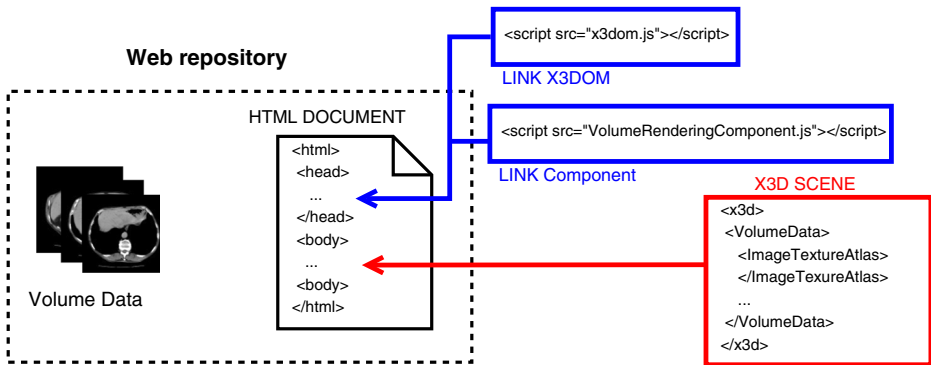 <script src="x3dom.js"></script>
LINK X3DOM
Web repository
HTML DOCUMENT
<html>
<head>
...
</head>
<body>
...
<body>
</html>
Volume Data
<script src="VolumeRenderingComponent.js"></script>
LINK Component
X3D SCENE
<x3d>
<VolumeData>
<ImageTextureAtlas>
</ImageTexureAtlas>
...
</VolumeData>
</x3d>